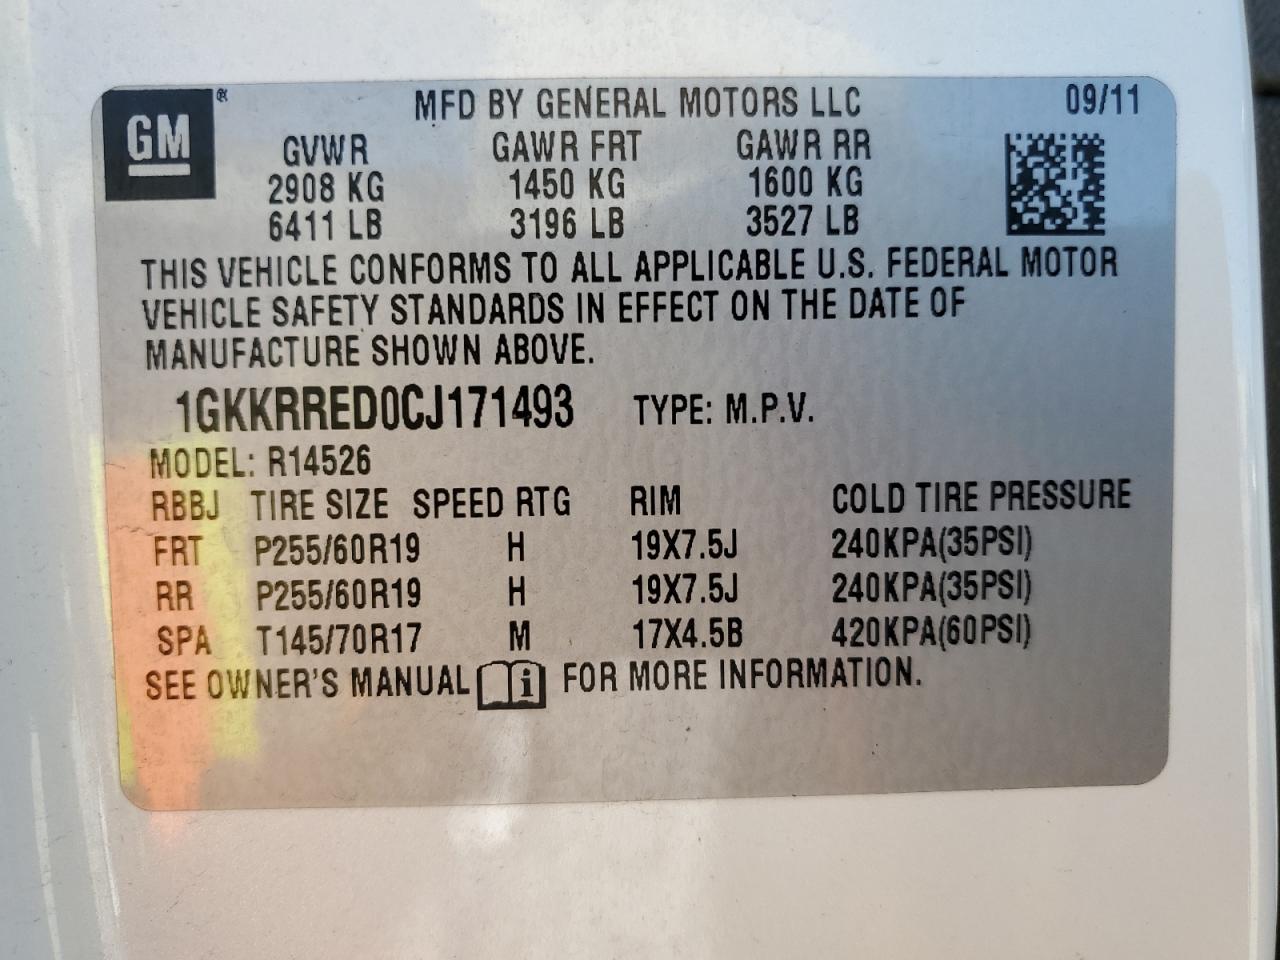 GM ® MFD BY GENERAL MOTORS LLC 09/11
GVWR GAWR FRT GAWR RR
2908 KG 1450 KG 1600 KG
6411 LB 3196 LB 3527 LB
THIS VEHICLE CONFORMS TO ALL APPLICABLE U.S. FEDERAL MOTOR
VEHICLE SAFETY STANDARDS IN EFFECT ON THE DATE OF
MANUFACTURE SHOWN ABOVE.
1GKKRRED0CJ171493 TYPE: M.P.V.
MODEL: R14526
RBBJ TIRE SIZE SPEED RTG RIM COLD TIRE PRESSURE
FRT P255/60R19 H 19X7.5J 240KPA(35PSI)
RR P255/60R19 H 19X7.5J 240KPA(35PSI)
SPA T145/70R17 M 17X4.5B 420KPA(60PSI)
SEE OWNER'S MANUAL i FOR MORE INFORMATION.